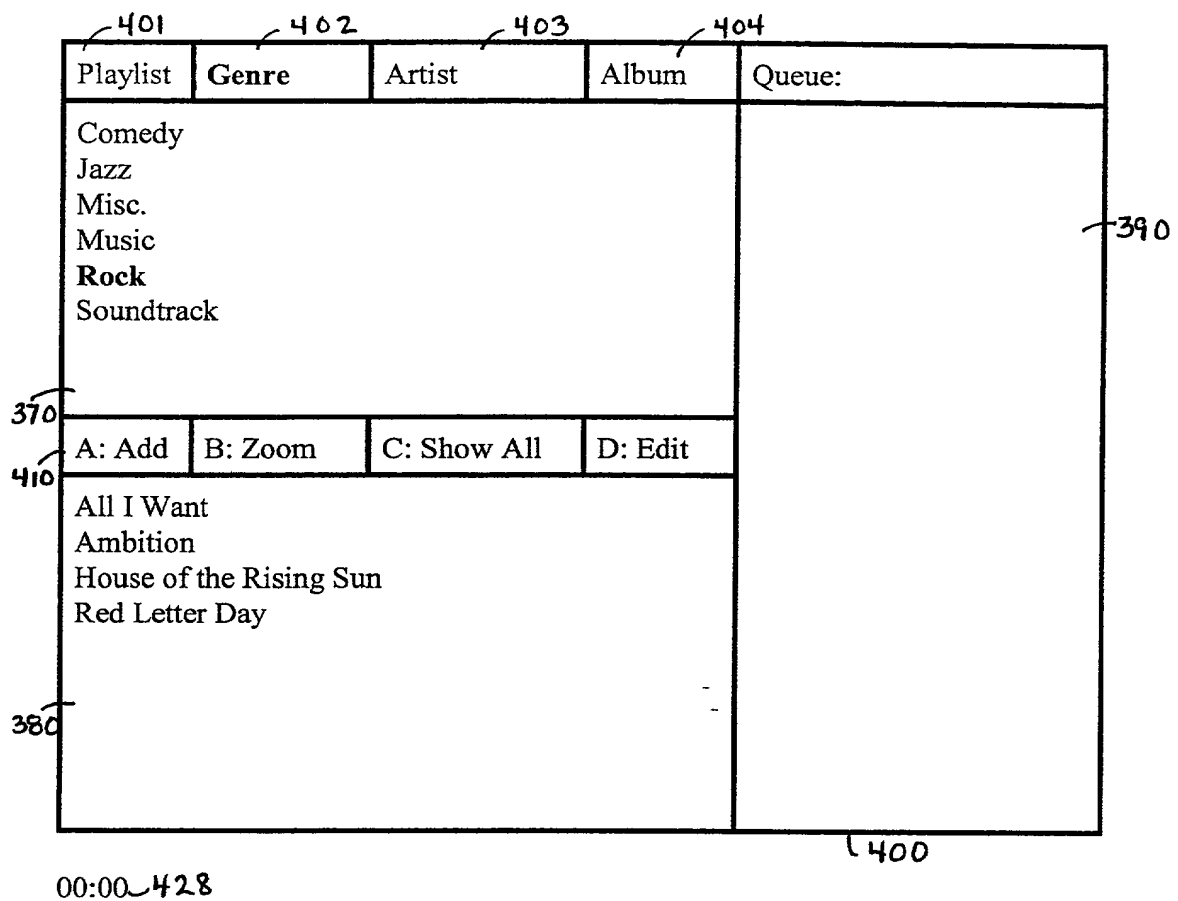 401 402 403 404
Playlist Genre Artist Album Queue:
Comedy
Jazz
Misc.
Music
390
Rock
Soundtrack
370
A: Add B: Zoom C: Show All D: Edit
410
All I Want
Ambition
House of the Rising Sun
Red Letter Day
380
400
00:00 428